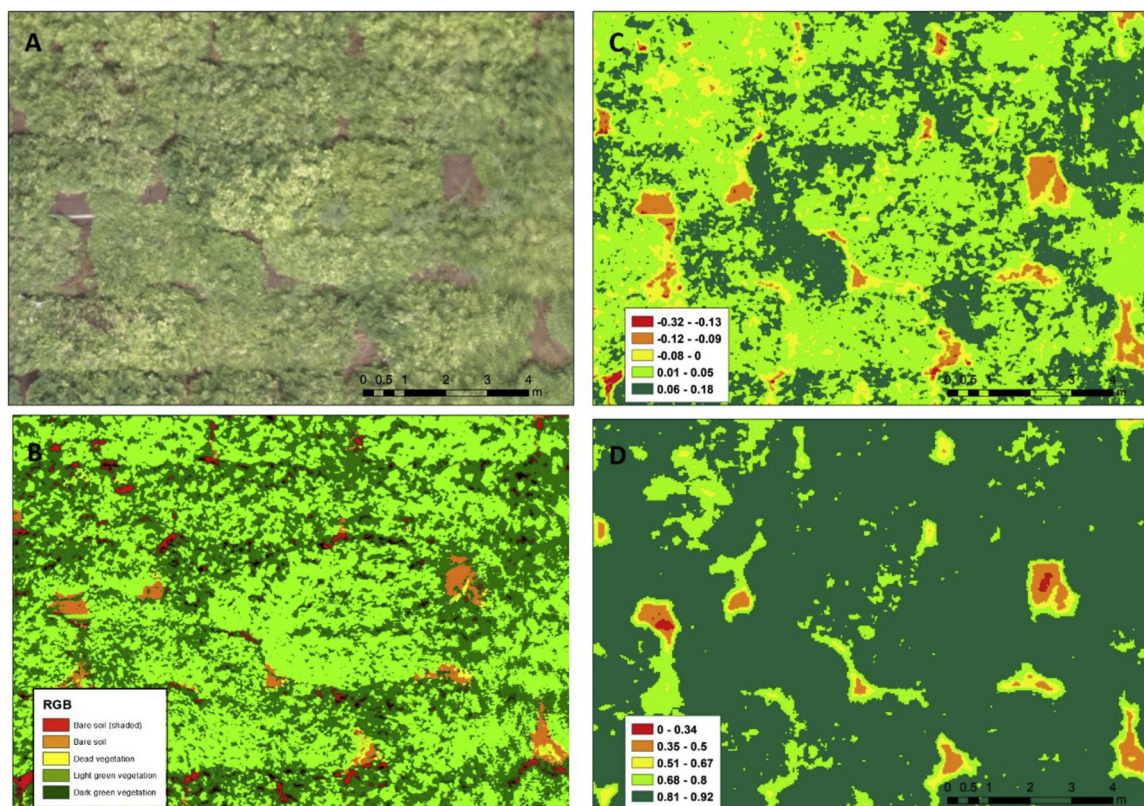 A
0 0.5 1 2 3 4
m
C
-0.32 - -0.13
-0.12 - -0.09
-0.08 - 0
0.01 - 0.05
0.06 - 0.18
0 0.5 1 2 3 4
m
B
RGB
Bare soil (shaded)
Bare soil
Dead vegetation
Light green vegetation
Dark green vegetation
D
0 - 0.34
0.35 - 0.5
0.51 - 0.67
0.68 - 0.8
0.81 - 0.92
0 0.5 1 2 3 4
m